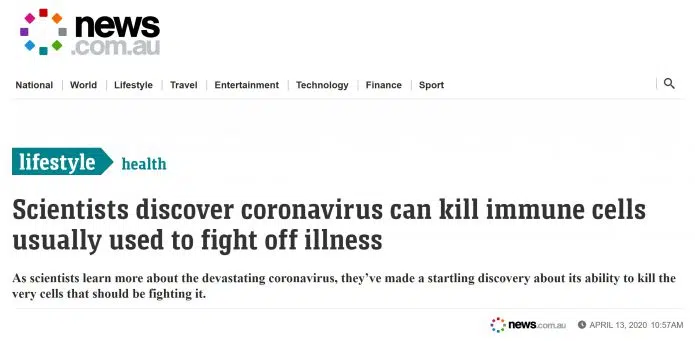 news
.com.au
National World Lifestyle Travel Entertainment Technology Finance Sport
lifestyle health
Scientists discover coronavirus can kill immune cells
usually used to fight off illness
As scientists learn more about the devastating coronavirus, they’ve made a startling discovery about its ability to kill the
very cells that should be fighting it.
news.com.au APRIL 13, 2020 10:57AM